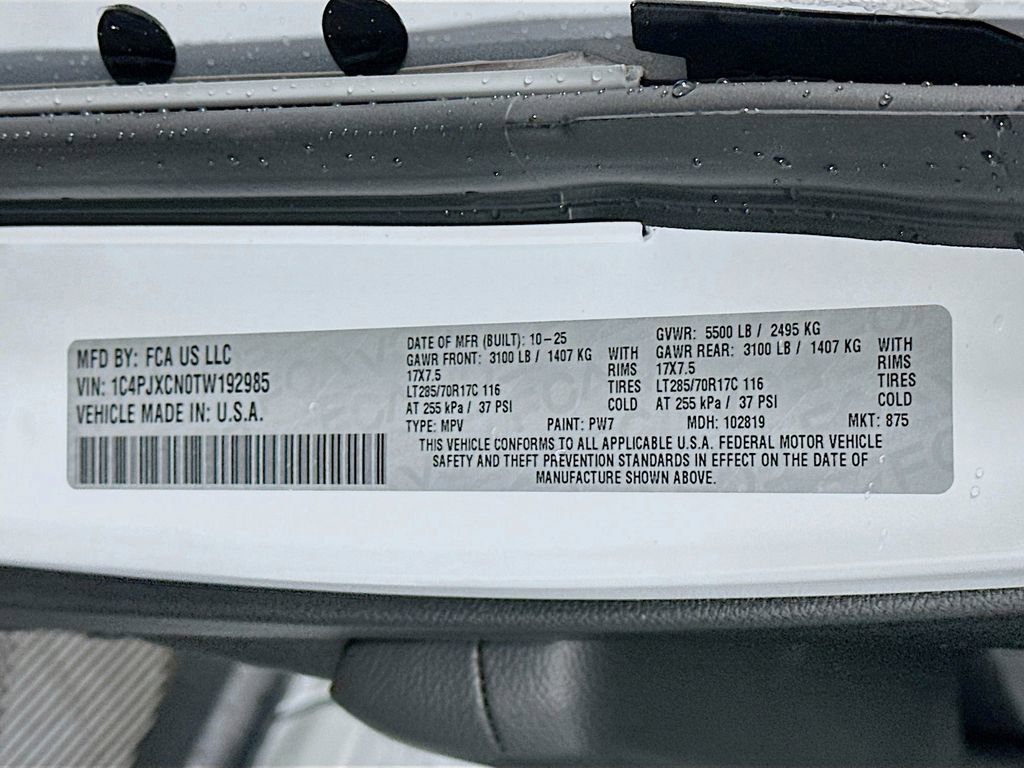 MFD BY: FCA US LLC
VIN: 1C4PJXCN0TW192985
VEHICLE MADE IN: U.S.A.
DATE OF MFR (BUILT): 10-25
GAWR FRONT: 3100 LB / 1407 KG
17X7.5
LT285/70R17C 116
AT 255 kPa / 37 PSI
WITH
RIMS
TIRES
COLD
GVWR: 5500 LB / 2495 KG
GAWR REAR: 3100 LB / 1407 KG
17X7.5
LT285/70R17C 116
AT 255 kPa / 37 PSI
WITH
RIMS
TIRES
COLD
TYPE: MPV PAINT: PW7 MDH: 102819 MKT: 875
THIS VEHICLE CONFORMS TO ALL APPLICABLE U.S.A. FEDERAL MOTOR VEHICLE
SAFETY AND THEFT PREVENTION STANDARDS IN EFFECT ON THE DATE OF
MANUFACTURE SHOWN ABOVE.